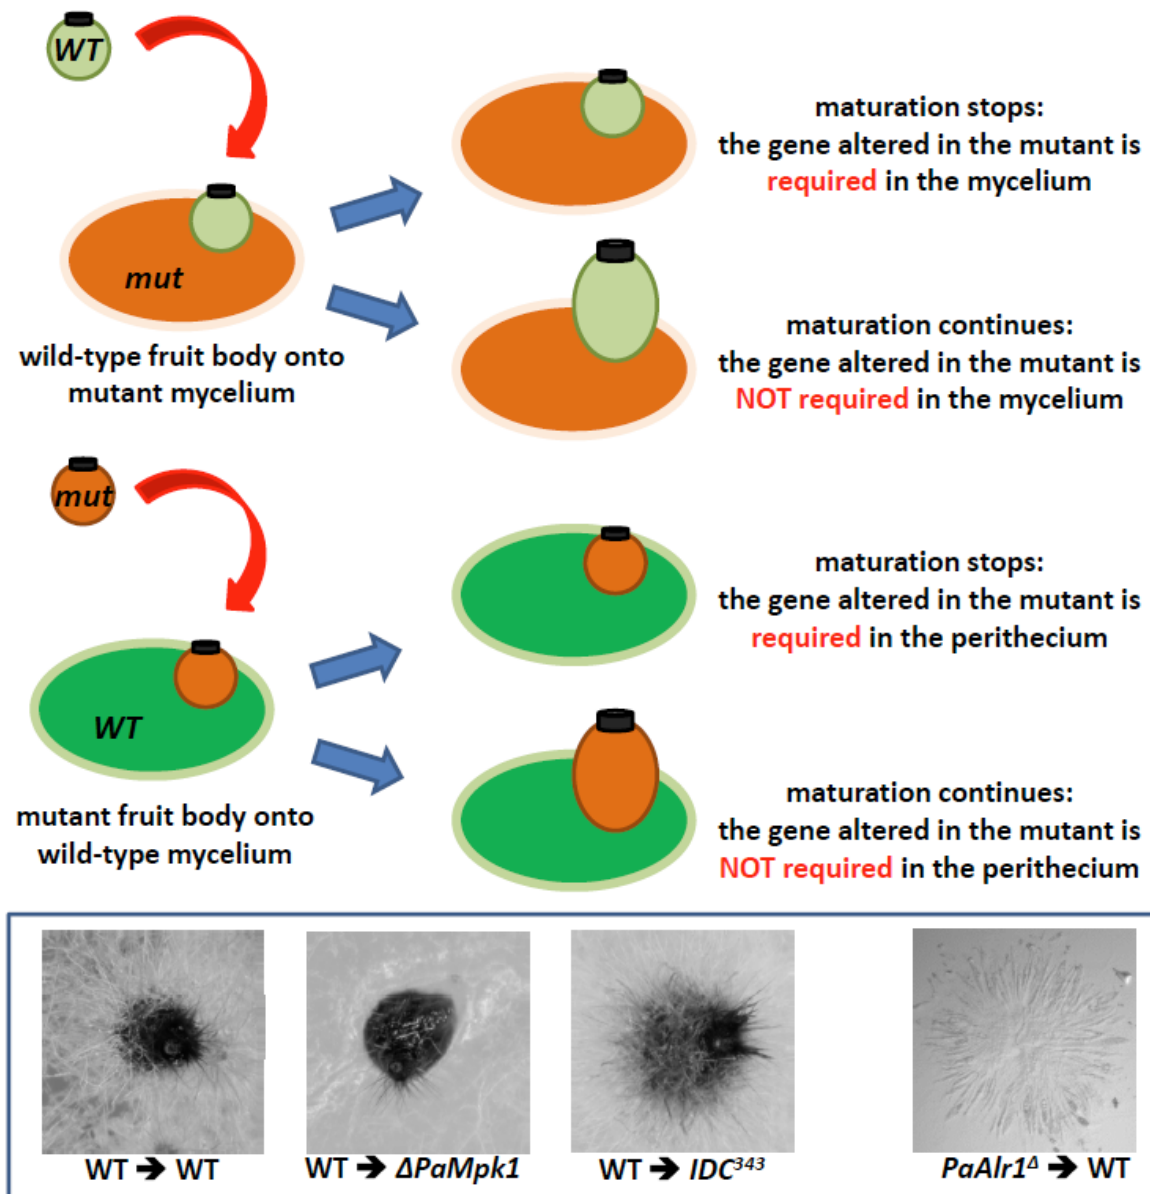 WT
maturation stops:
the gene altered in the mutant is
required in the mycelium
mut
wild-type fruit body onto
mutant mycelium
maturation continues:
the gene altered in the mutant is
NOT required in the mycelium
mut
maturation stops:
the gene altered in the mutant is
required in the perithecium
WT
mutant fruit body onto
wild-type mycelium
maturation continues:
the gene altered in the mutant is
NOT required in the perithecium
WT ➔ WT
WT ➔ ΔPaMpk1
WT ➔ IDC³⁴³
PaAlr1ᐃ ➔ WT